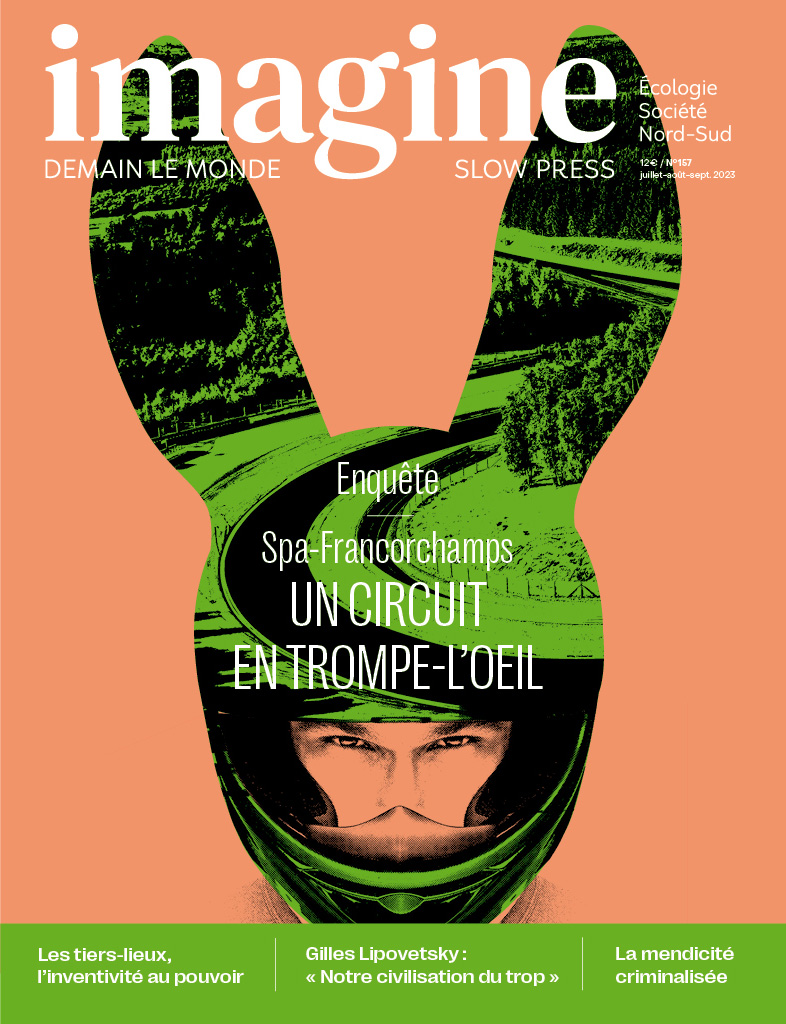 imagine
DEMAIN LE MONDE
SLOW PRESS
Écologie
Société
Nord-Sud
12€ / N°157
juillet-août-sept. 2023
Enquête
Spa-Francorchamps
UN CIRCUIT
EN TROMPE-L'OEIL
Les tiers-lieux,
l'inventivité au pouvoir
Gilles Lipovetsky :
« Notre civilisation du trop »
La mendicité
criminalisée